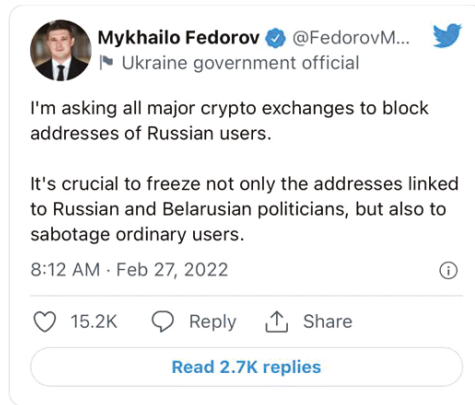 Mykhailo Fedorov @FedorovM...
Ukraine government official
I'm asking all major crypto exchanges to block
addresses of Russian users.
It's crucial to freeze not only the addresses linked
to Russian and Belarusian politicians, but also to
sabotage ordinary users.
8:12 AM · Feb 27, 2022
15.2K Reply Share
Read 2.7K replies